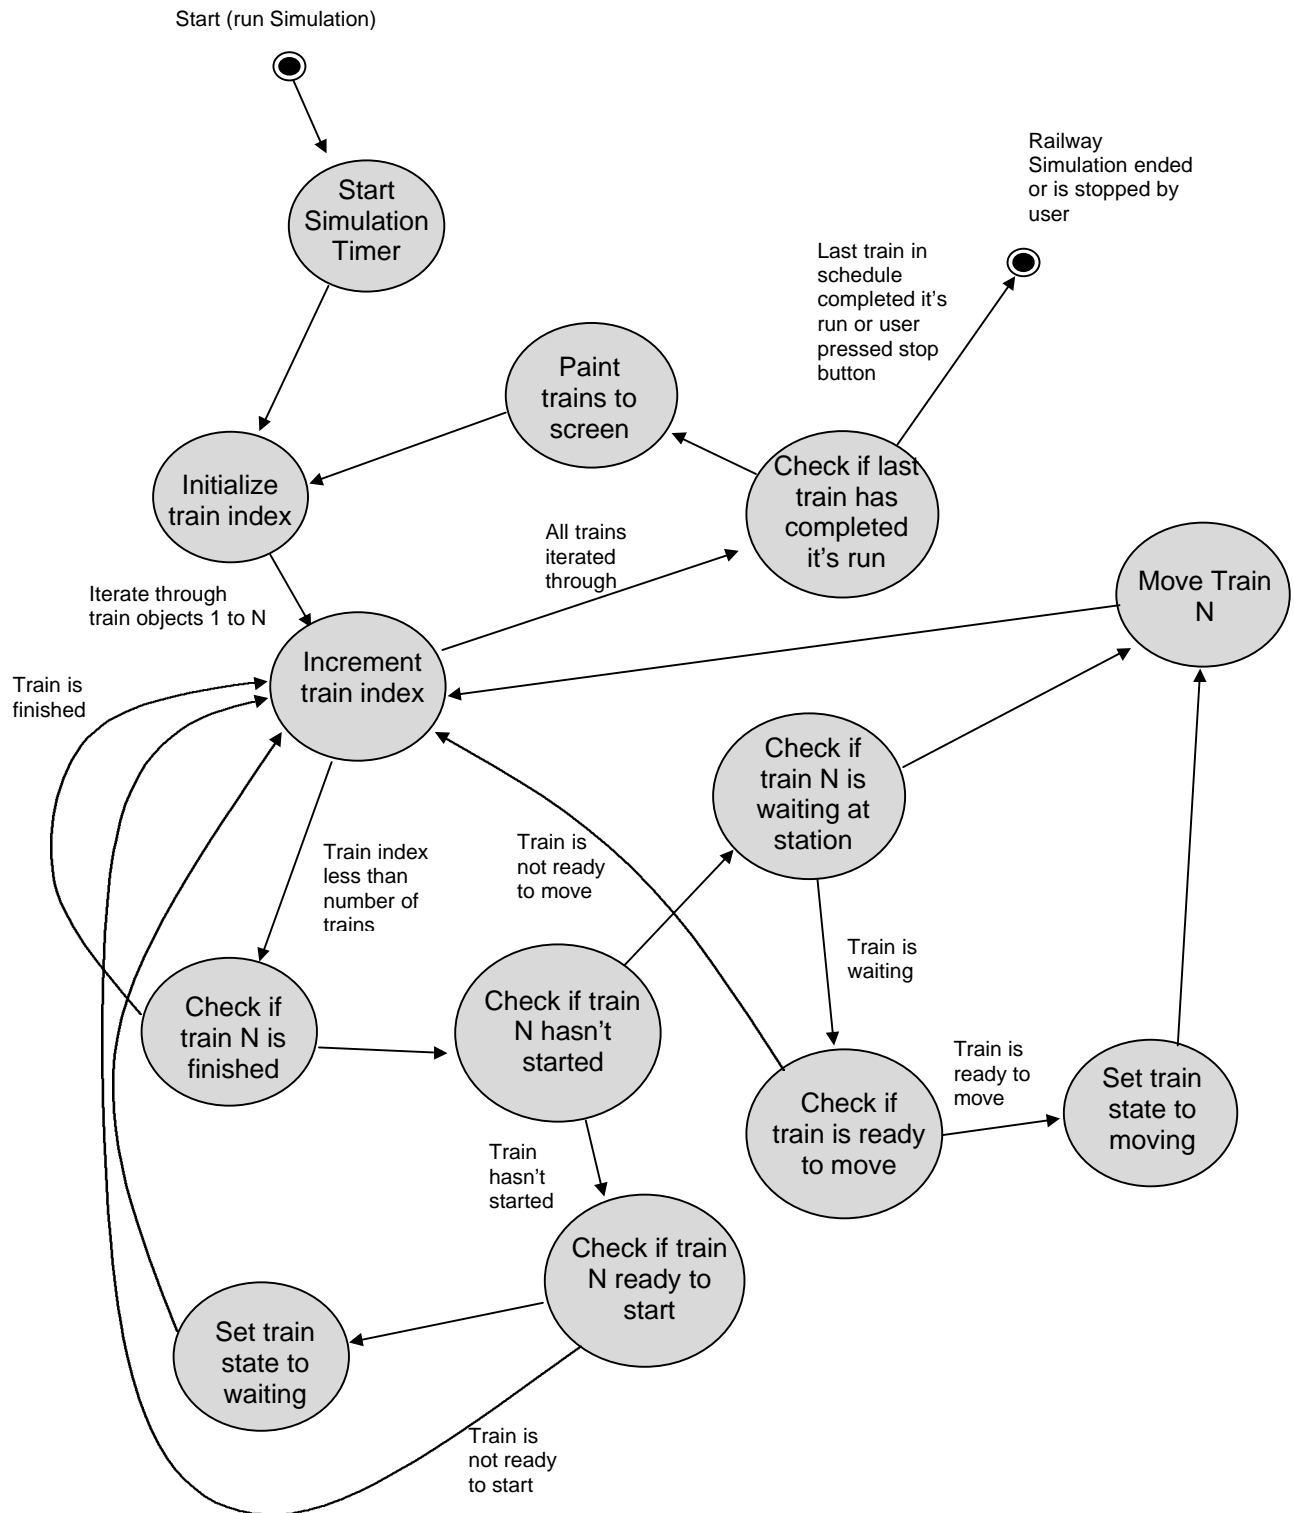 Start (run Simulation)
Railway
Simulation ended
or is stopped by
user
Start
Simulation
Timer
Last train in
schedule
completed it's
run or user
pressed stop
button
Paint
trains to
screen
Check if last
train has
completed
it's run
Initialize
train index
All trains
iterated
through
Move Train
N
Iterate through
train objects 1 to N
Increment
train index
Train is
finished
Check if
train N is
waiting at
station
Train index
less than
number of
trains
Train is
not ready
to move
Train is
waiting
Check if
train N is
finished
Check if train
N hasn't
started
Train is
ready to
move
Check if
train is ready
to move
Set train
state to
moving
Train
hasn't
started
Check if train
N ready to
start
Set train
state to
waiting
Train is
not ready
to start